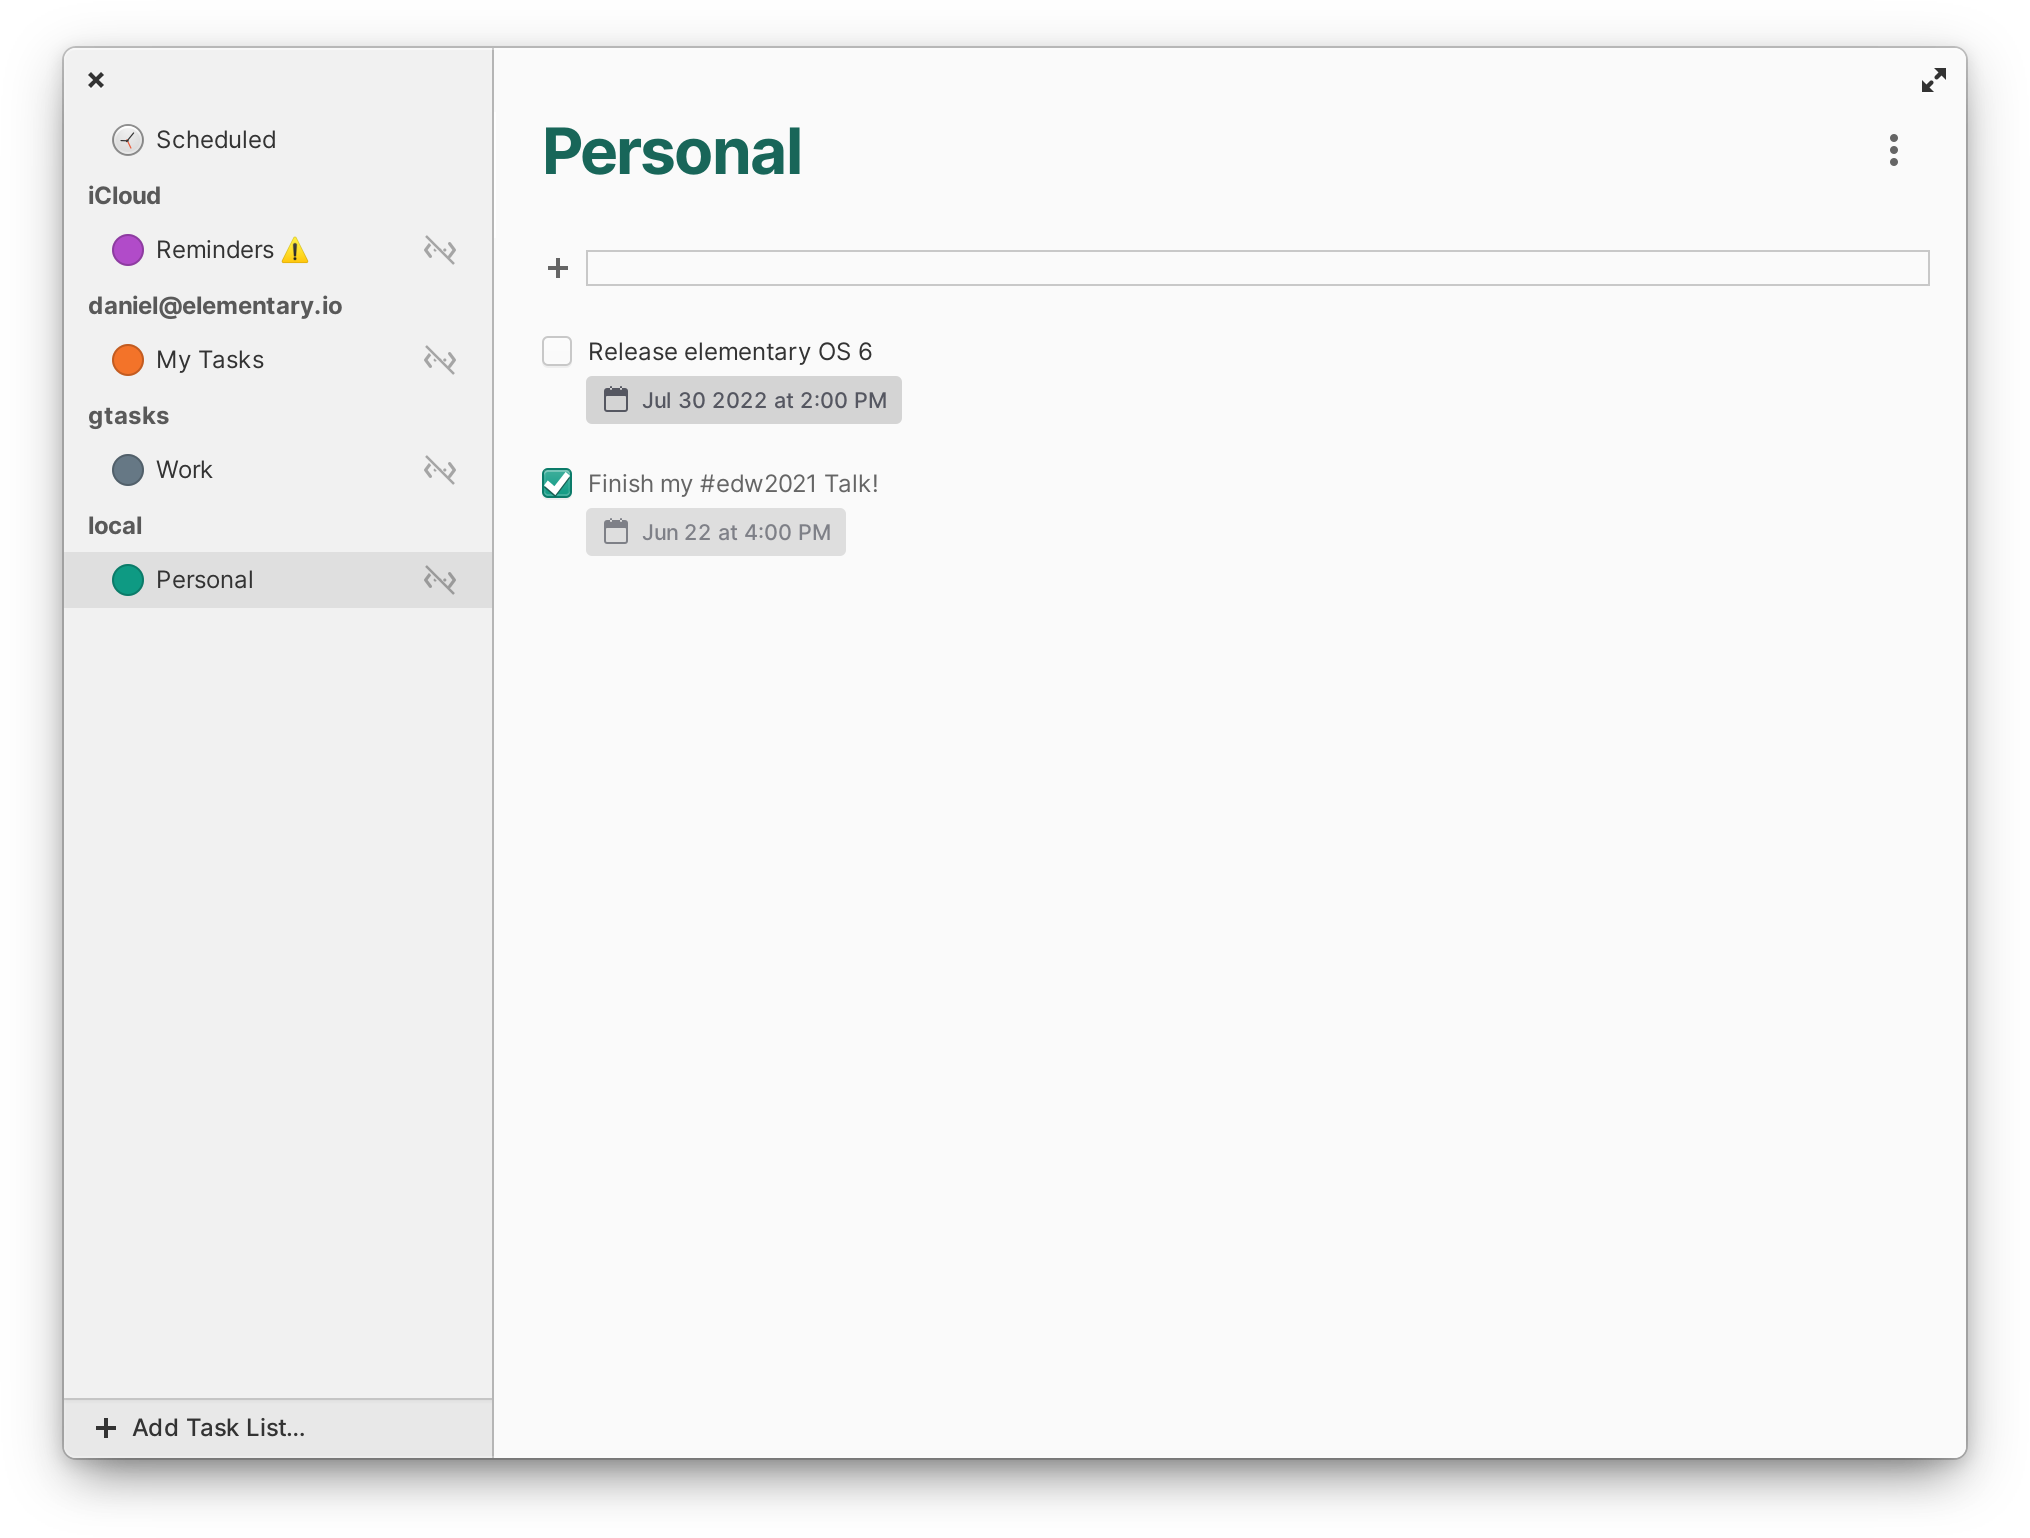 Scheduled
iCloud
Reminders ⚠️
daniel@elementary.io
My Tasks
gtasks
Work
local
Personal
Add Task List...
Personal
Release elementary OS 6
Jul 30 2022 at 2:00 PM
Finish my #edw2021 Talk!
Jun 22 at 4:00 PM